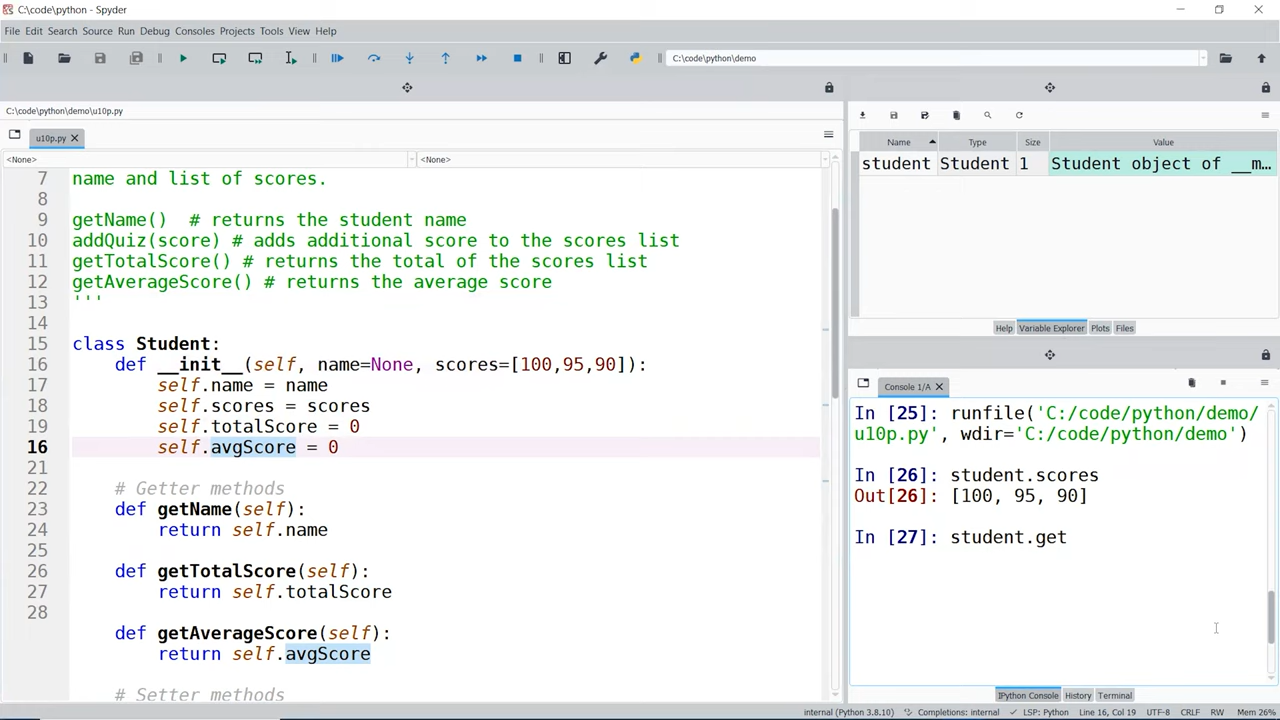 C:\code\python - Spyder
File Edit Search Source Run Debug Consoles Projects Tools View Help
C:\code\python\demo
C:\code\python\demo\u10p.py
u10p.py
<None> <None>
7 name and list of scores.
8
9 getName()  # returns the student name
10 addQuiz(score) # adds additional score to the scores list
11 getTotalScore() # returns the total of the scores list
12 getAverageScore() # returns the average score
13 '''
14
15 class Student:
16     def __init__(self, name=None, scores=[100,95,90]):
17         self.name = name
18         self.scores = scores
19         self.totalScore = 0
16         self.avgScore = 0
21
22     # Getter methods
23     def getName(self):
24         return self.name
25
26     def getTotalScore(self):
27         return self.totalScore
28
    def getAverageScore(self):
        return self.avgScore
    # Setter methods
Name Type Size Value
student Student 1 Student object of __m...
Help Variable Explorer Plots Files
Console 1/A
In [25]: runfile('C:/code/python/demo/
u10p.py', wdir='C:/code/python/demo')
In [26]: student.scores
Out[26]: [100, 95, 90]
In [27]: student.get
IPython Console History Terminal
internal (Python 3.8.10) Completions: internal LSP: Python Line 16, Col 19 UTF-8 CRLF RW Mem 26%